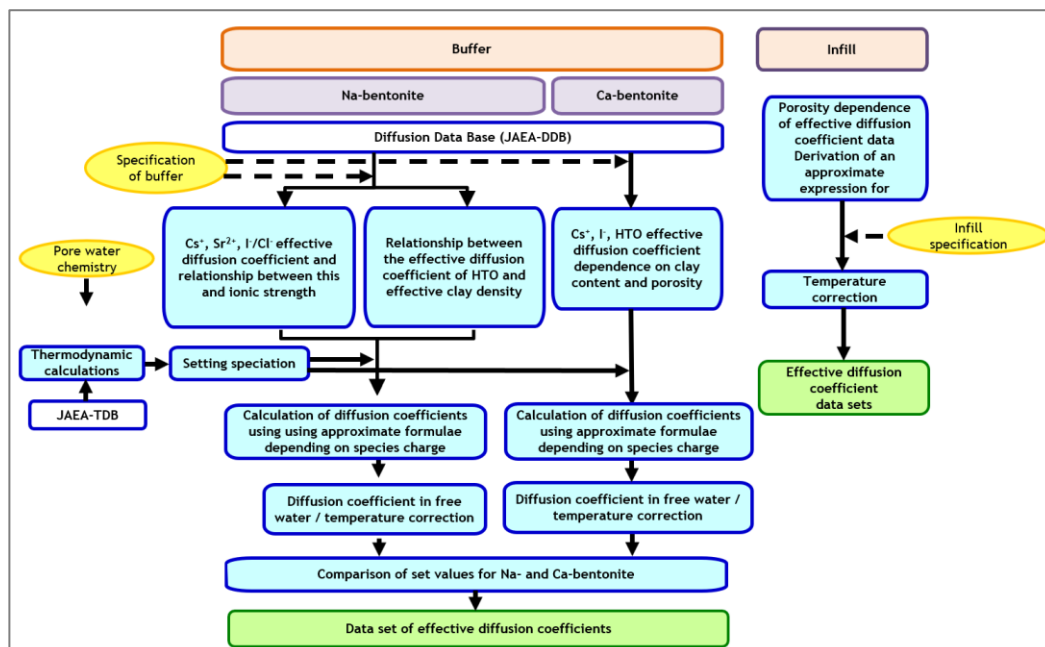 Buffer
Infill
Na-bentonite
Ca-bentonite
Diffusion Data Base (JAEA-DDB)
Specification
of buffer
Porosity dependence
of effective diffusion
coefficient data
Derivation of an
approximate
expression for
Pore water
chemistry
Cs⁺, Sr²⁺, I⁻/Cl⁻ effective
diffusion coefficient and
relationship between this
and ionic strength
Relationship between
the effective diffusion
coefficient of HTO and
effective clay density
Cs⁺, I⁻, HTO effective
diffusion coefficient
dependence on clay
content and porosity
Infill
specification
Temperature
correction
Thermodynamic
calculations
Setting speciation
JAEA-TDB
Effective diffusion
coefficient
data sets
Calculation of diffusion coefficients
using using approximate formulae
depending on species charge
Calculation of diffusion coefficients
using approximate formulae
depending on species charge
Diffusion coefficient in free
water / temperature correction
Diffusion coefficient in free water /
temperature correction
Comparison of set values for Na- and Ca-bentonite
Data set of effective diffusion coefficients